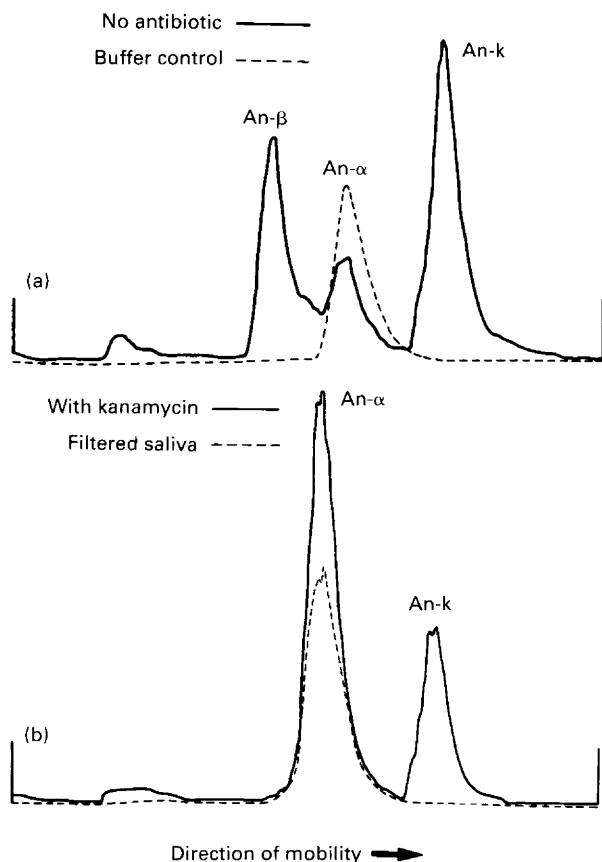 No antibiotic
Buffer control
An-k
An-β
An-α
(a)
With kanamycin
An-α
Filtered saliva
An-k
(b)
Direction of mobility